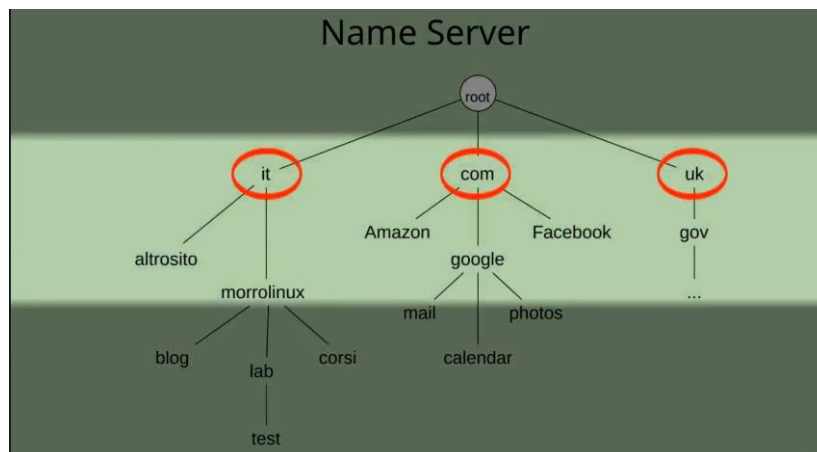 Name Server
root
it
com
uk
Amazon
Facebook
gov
altrosito
google
morrolinux
...
mail
photos
blog
lab
corsi
calendar
test